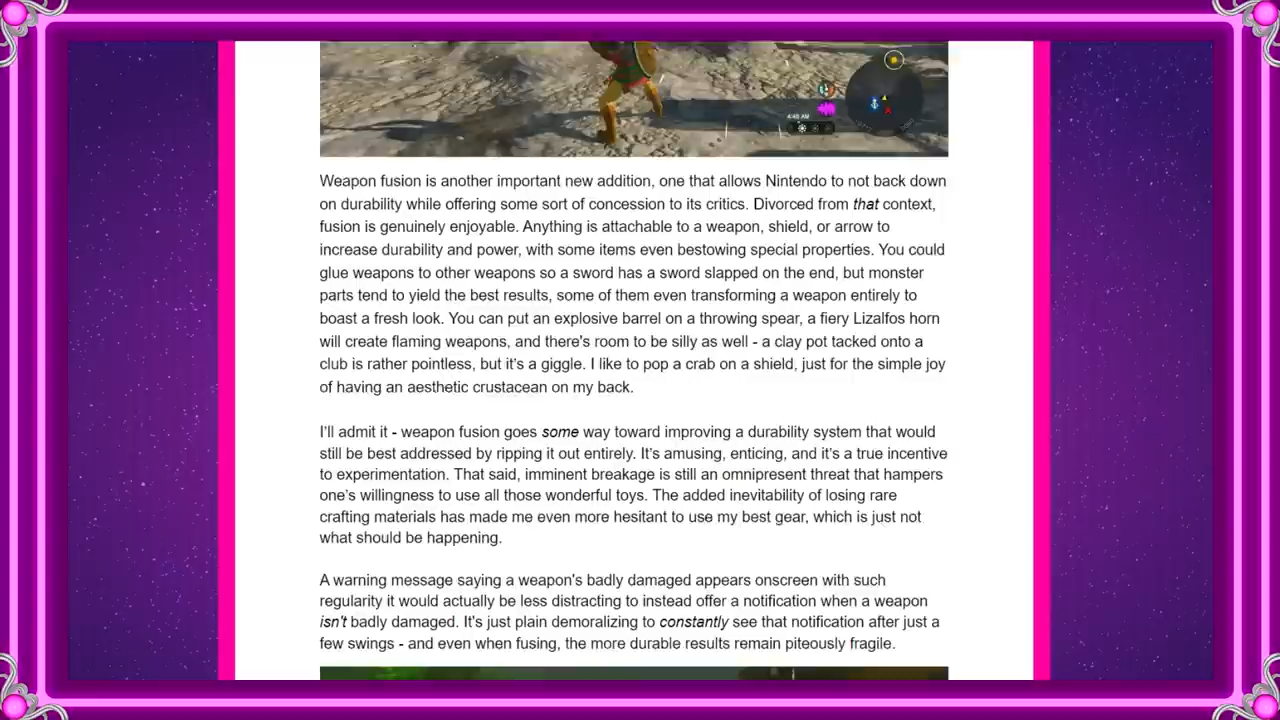 4:45 AM
Weapon fusion is another important new addition, one that allows Nintendo to not back down
on durability while offering some sort of concession to its critics. Divorced from that context,
fusion is genuinely enjoyable. Anything is attachable to a weapon, shield, or arrow to
increase durability and power, with some items even bestowing special properties. You could
glue weapons to other weapons so a sword has a sword slapped on the end, but monster
parts tend to yield the best results, some of them even transforming a weapon entirely to
boast a fresh look. You can put an explosive barrel on a throwing spear, a fiery Lizalfos horn
will create flaming weapons, and there's room to be silly as well - a clay pot tacked onto a
club is rather pointless, but it's a giggle. I like to pop a crab on a shield, just for the simple joy
of having an aesthetic crustacean on my back.
I'll admit it - weapon fusion goes some way toward improving a durability system that would
still be best addressed by ripping it out entirely. It's amusing, enticing, and it's a true incentive
to experimentation. That said, imminent breakage is still an omnipresent threat that hampers
one's willingness to use all those wonderful toys. The added inevitability of losing rare
crafting materials has made me even more hesitant to use my best gear, which is just not
what should be happening.
A warning message saying a weapon's badly damaged appears onscreen with such
regularity it would actually be less distracting to instead offer a notification when a weapon
isn't badly damaged. It's just plain demoralizing to constantly see that notification after just a
few swings - and even when fusing, the more durable results remain piteously fragile.